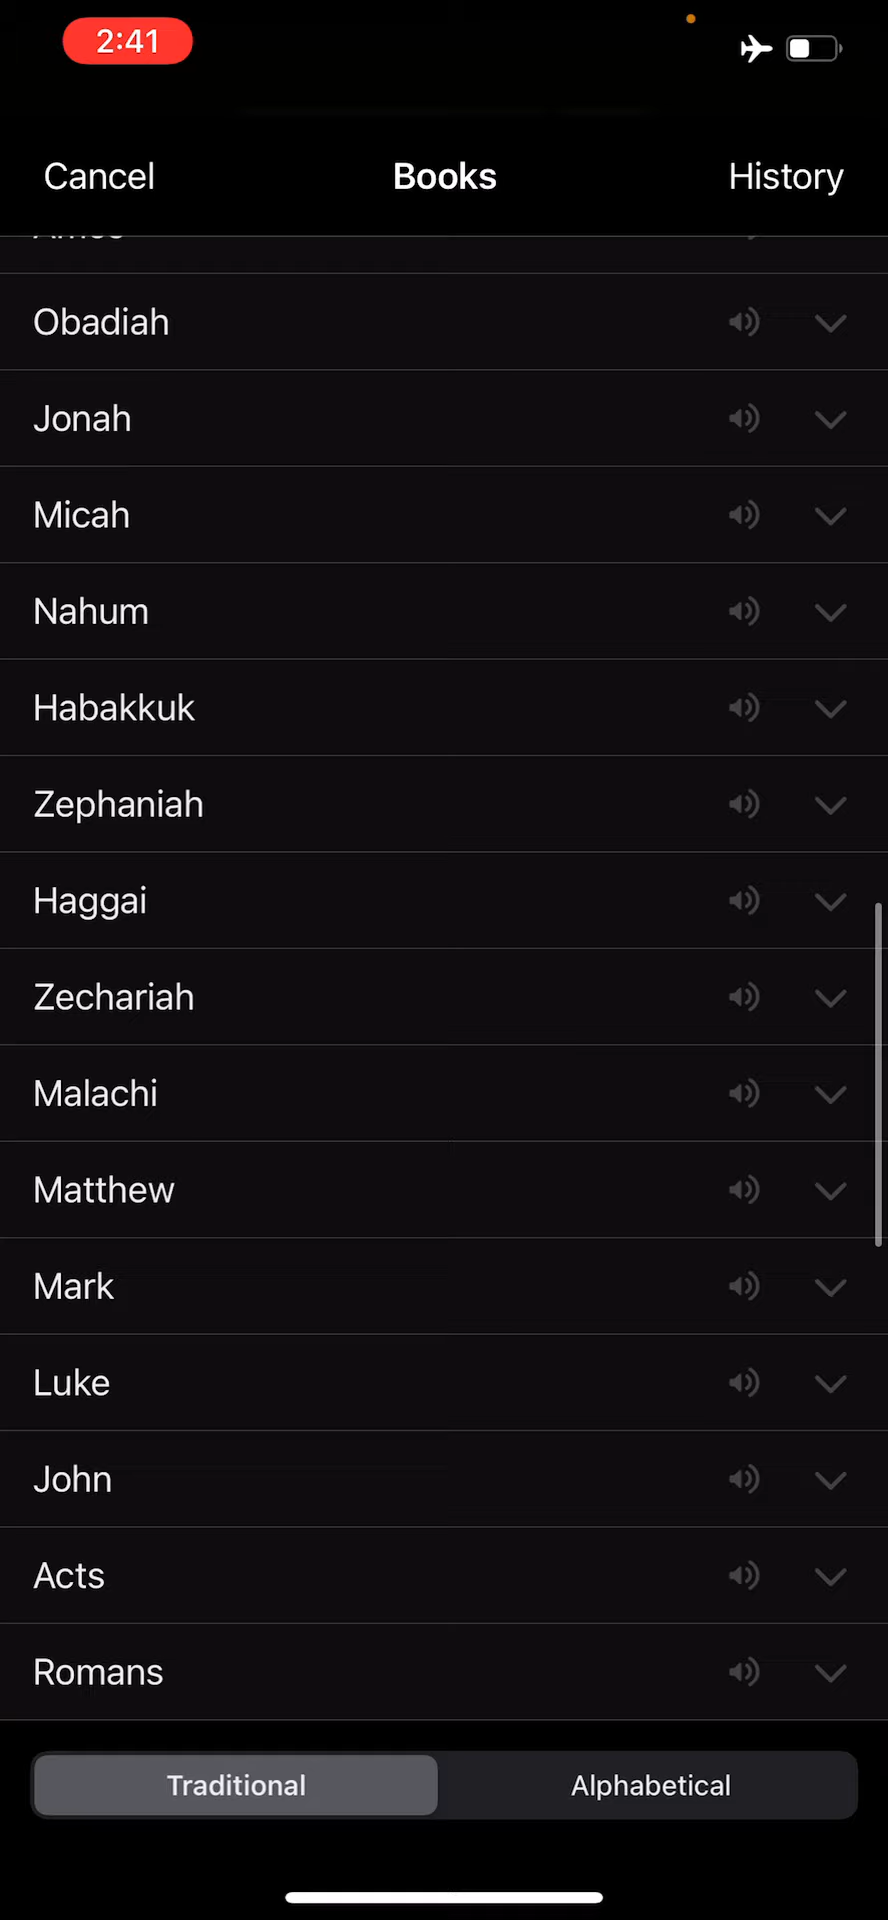 2:41
Cancel Books History
Obadiah
Jonah
Micah
Nahum
Habakkuk
Zephaniah
Haggai
Zechariah
Malachi
Matthew
Mark
Luke
John
Acts
Romans
Traditional Alphabetical